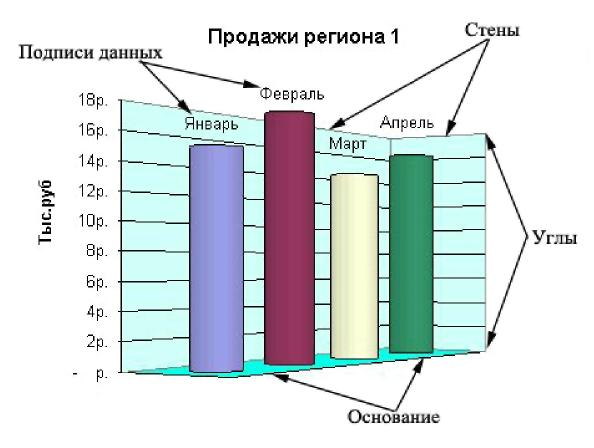 Продажи региона 1
Стены
Подписи данных
Февраль
18р.
Январь
Апрель
16р.
Март
14р.
12р.
10р.
8р.
6р.
4р.
2р.
- р.
Тыс.руб
Углы
Основание